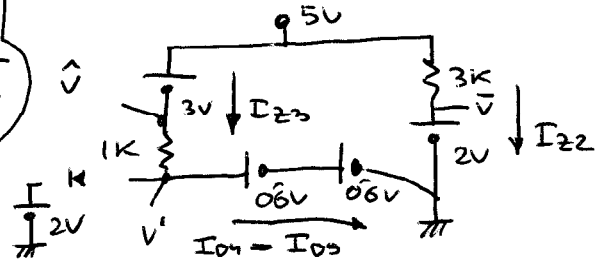 5V
V̂
3V
I_Z3
3K
V̄
1K
2V
I_Z2
2V
V'
0.6V
0.6V
I_D4 = I_D5